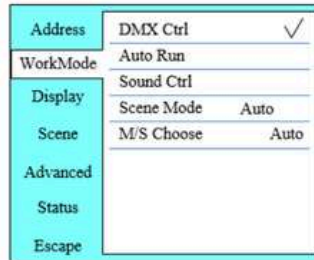 Address
WorkMode
Display
Scene
Advanced
Status
Escape
DMX Ctrl ✓
Auto Run
Sound Ctrl
Scene Mode Auto
M/S Choose Auto